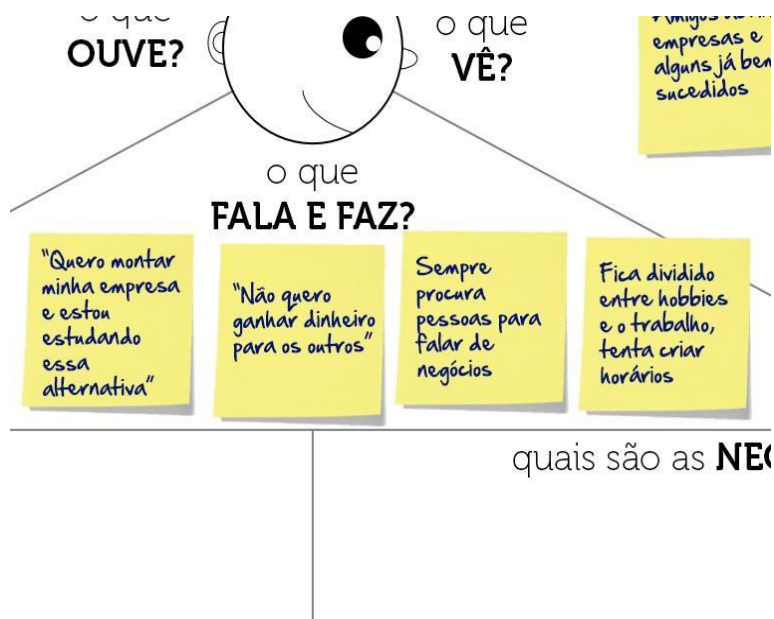 o que
OUVE?
o que
VÊ?
empresas e
alguns já bem
sucedidos
o que
FALA E FAZ?
"Quero montar
minha empresa
e estou
estudando
essa
alternativa"
"Não quero
ganhar dinheiro
para os outros"
Sempre
procura
pessoas para
falar de
negócios
Fica dividido
entre hobbies
e o trabalho,
tenta criar
horários
quais são as